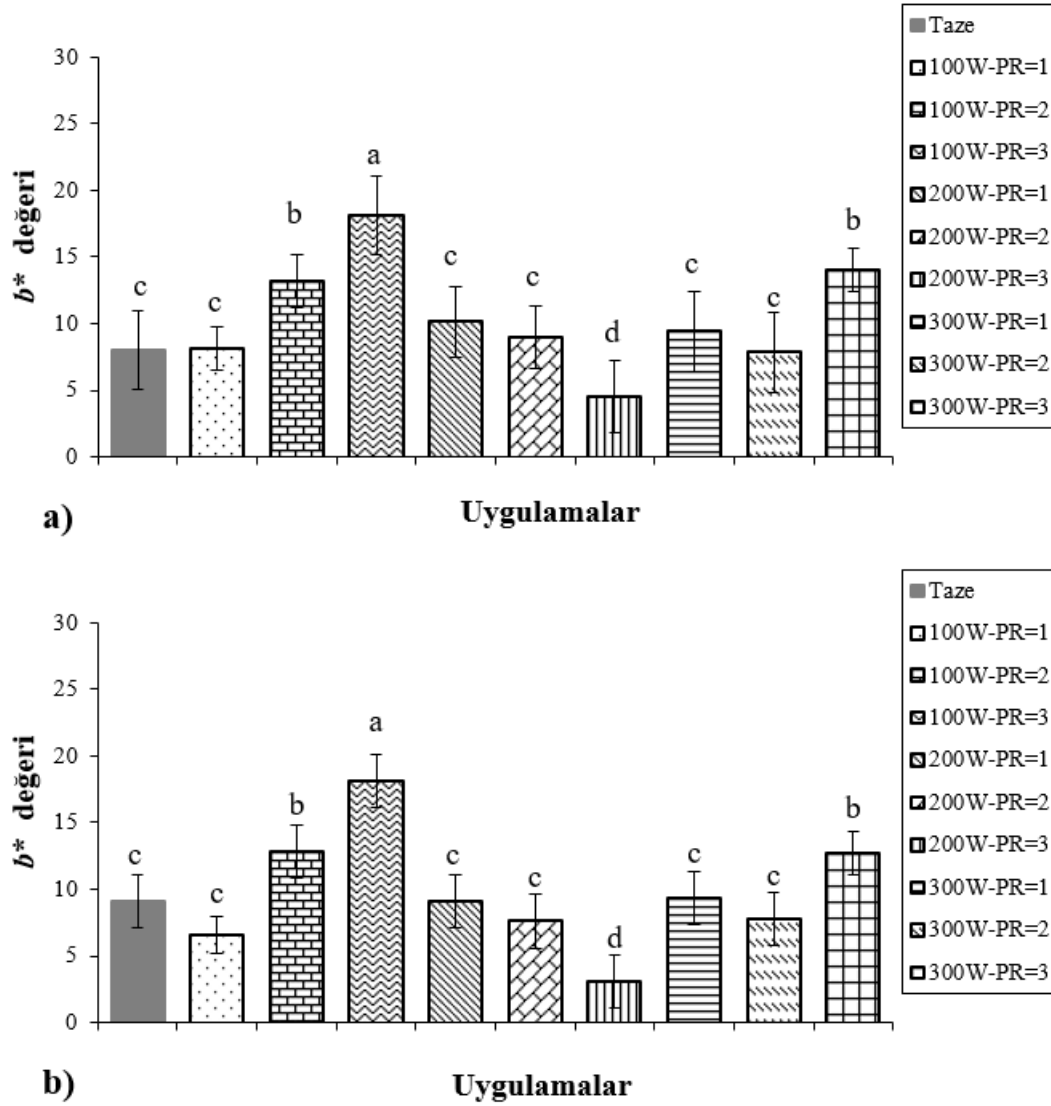 Taze
100W-PR=1
100W-PR=2
100W-PR=3
200W-PR=1
200W-PR=2
200W-PR=3
300W-PR=1
300W-PR=2
300W-PR=3
30
25
20
15
10
5
0
b* değeri
c
c
b
a
c
c
d
c
c
b
a)
Uygulamalar
Taze
100W-PR=1
100W-PR=2
100W-PR=3
200W-PR=1
200W-PR=2
200W-PR=3
300W-PR=1
300W-PR=2
300W-PR=3
30
25
20
15
10
5
0
b* değeri
c
c
b
a
c
c
d
c
c
b
b)
Uygulamalar